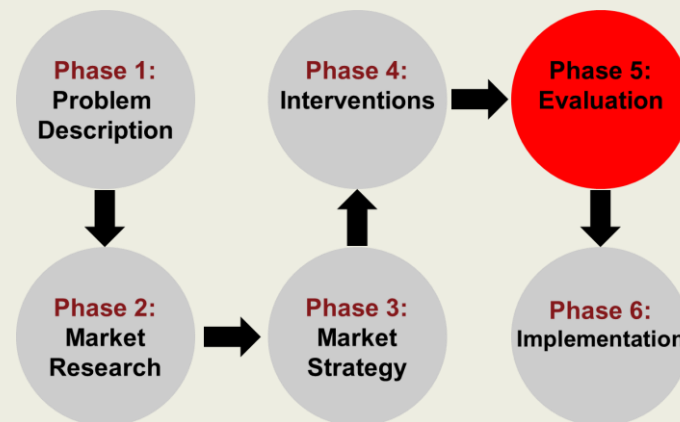 Phase 1:
Problem
Description
Phase 2:
Market
Research
Phase 3:
Market
Strategy
Phase 4:
Interventions
Phase 5:
Evaluation
Phase 6:
Implementation